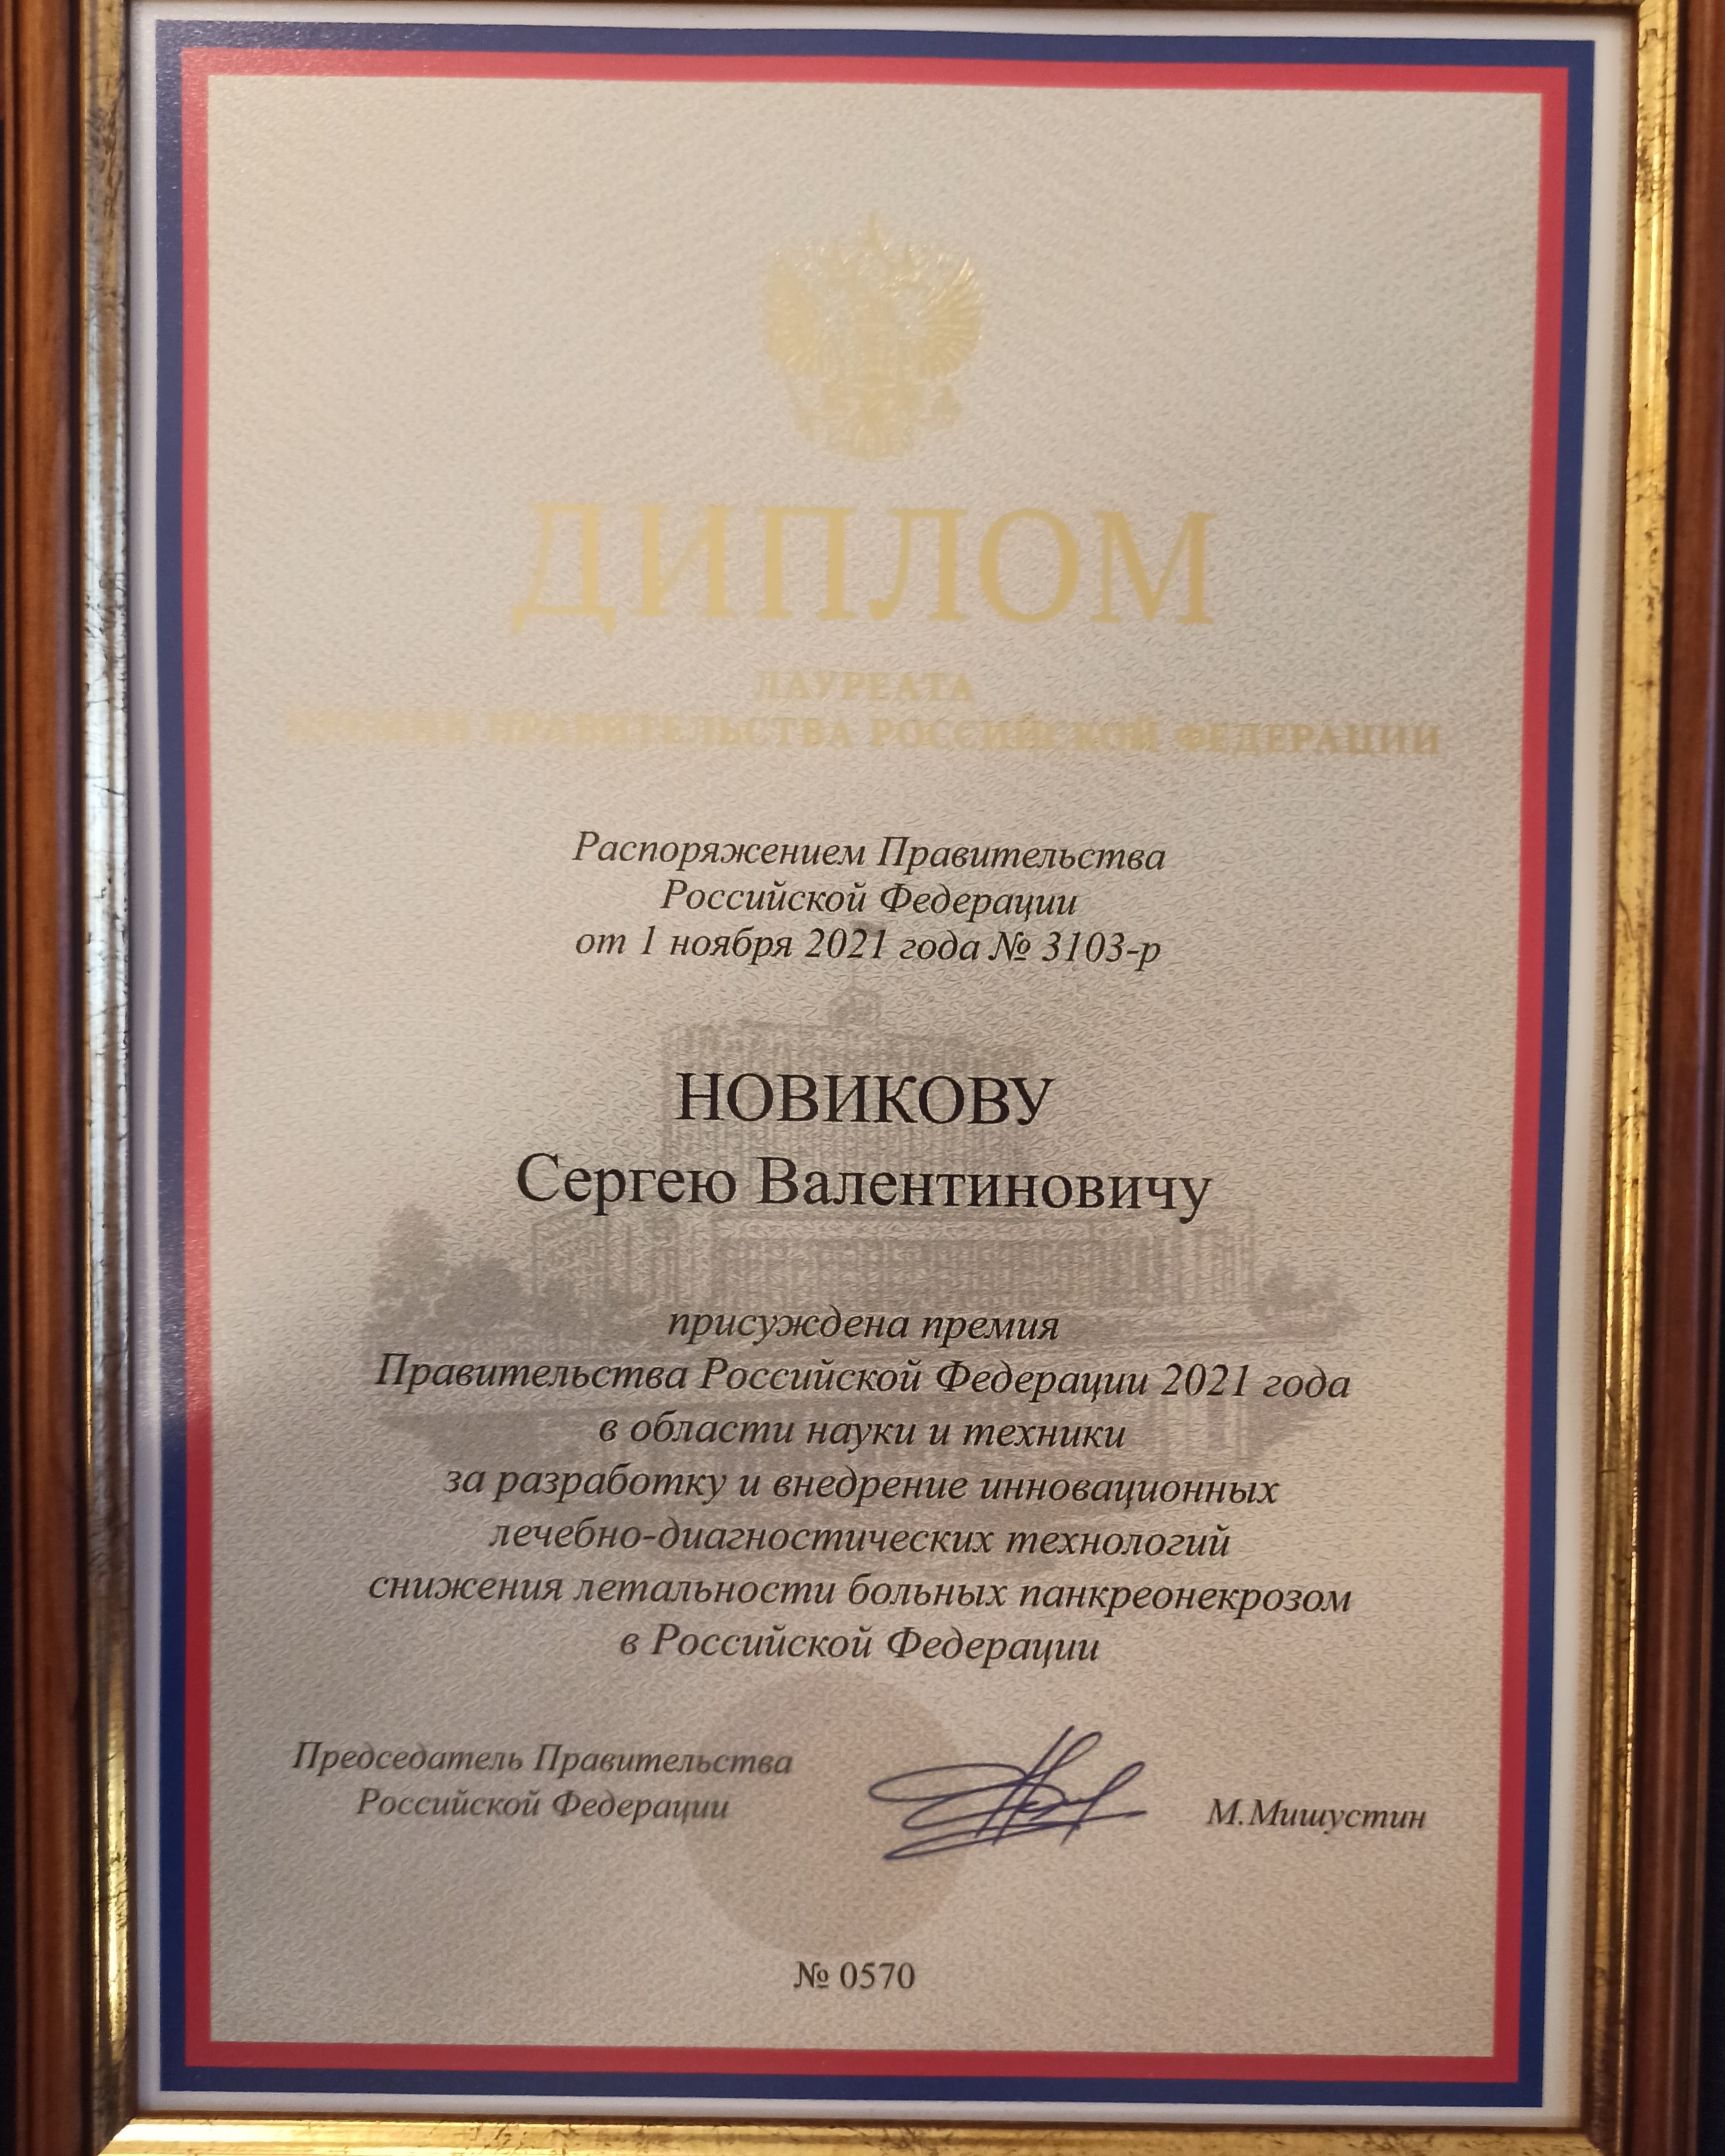 ДИПЛОМ
ЛАУРЕАТА
ПРЕМИИ ПРАВИТЕЛЬСТВА РОССИЙСКОЙ ФЕДЕРАЦИИ
Распоряжением Правительства
Российской Федерации
от 1 ноября 2021 года № 3103-р
НОВИКОВУ
Сергею Валентиновичу
присуждена премия
Правительства Российской Федерации 2021 года
в области науки и техники
за разработку и внедрение инновационных
лечебно-диагностических технологий
снижения летальности больных панкреонекрозом
в Российской Федерации
Председатель Правительства
Российской Федерации
М.Мишустин
№ 0570